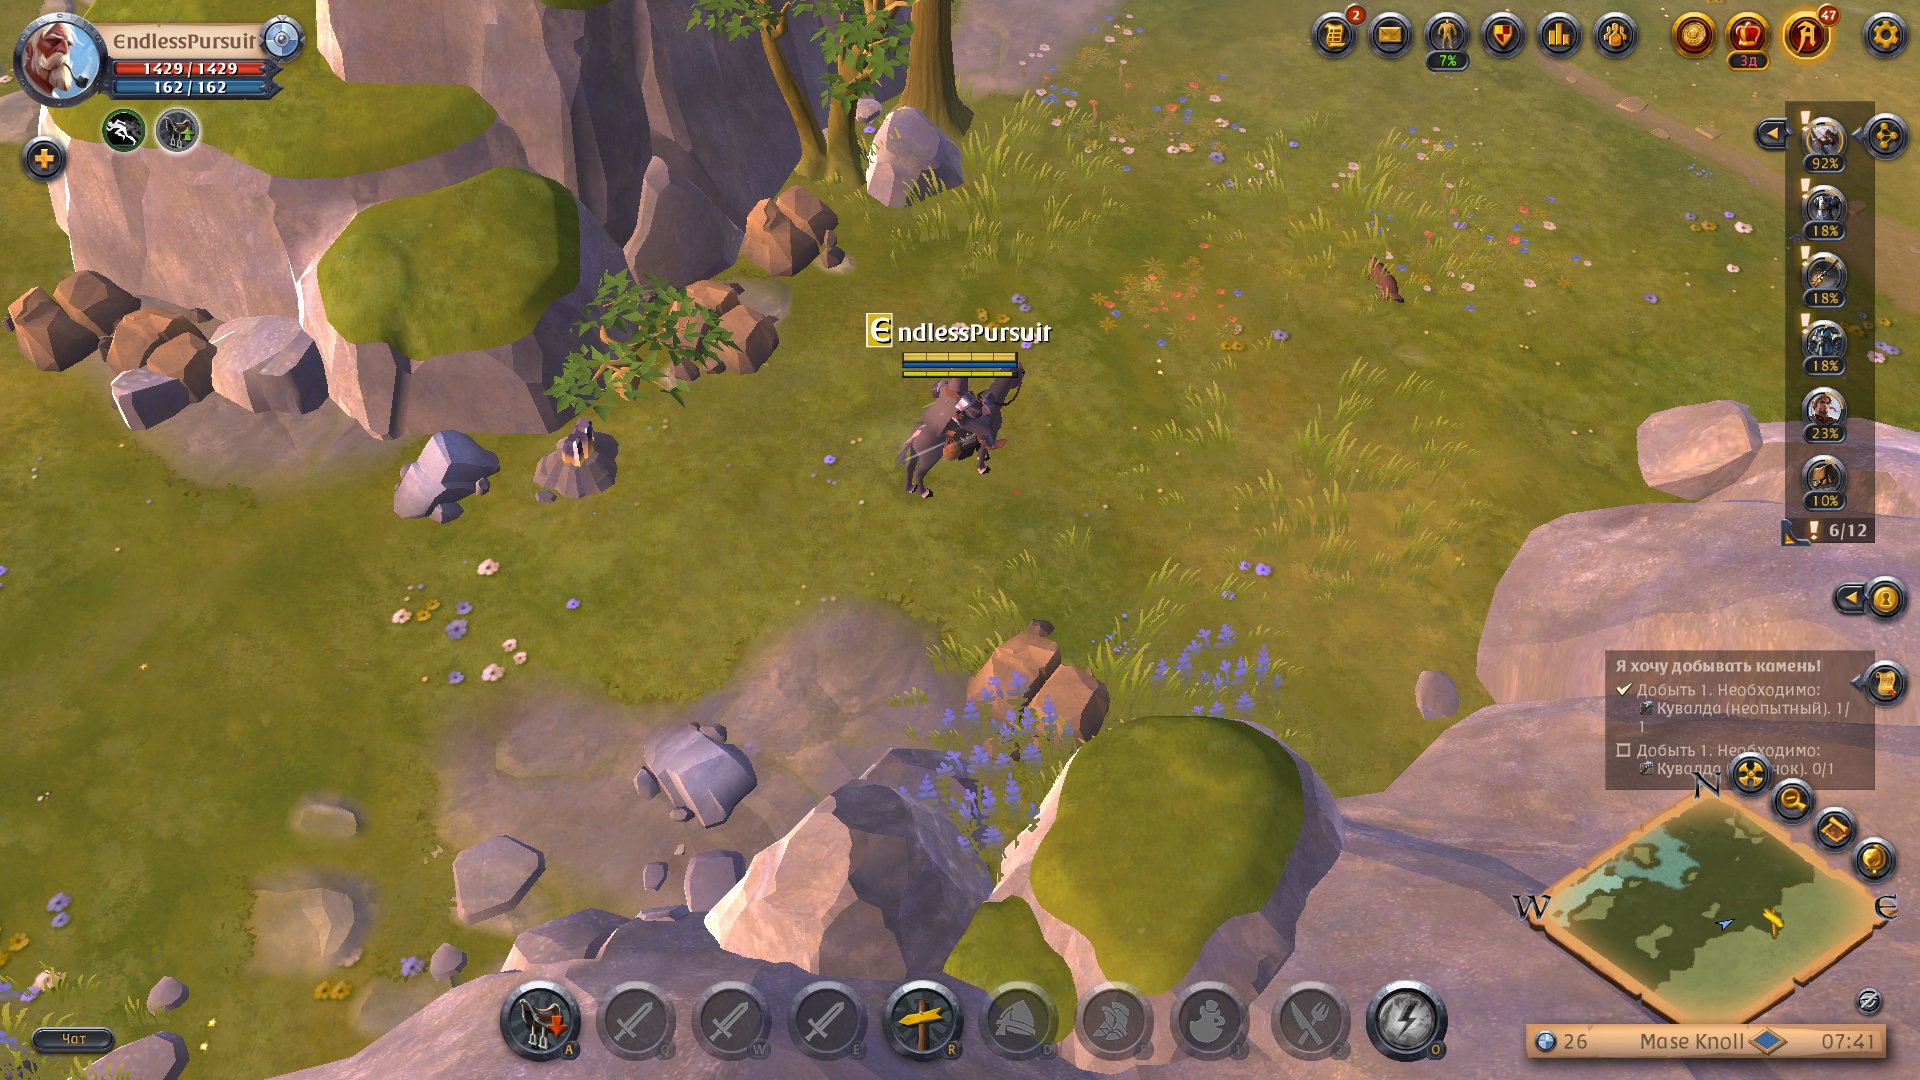 EndlessPursuit
1429 / 1429
162 / 162
2
7%
3д
47
92%
18%
18%
18%
23%
10%
6/12
EndlessPursuit
Я хочу добывать камень!
Добыть 1. Необходимо:
Кувалда (неопытный). 1/
1
Добыть 1. Необходимо:
Кувалда 0/1
N
W
E
A
Q
W
E
R
D
F
1
2
O
Чат
26
Mase Knoll
07:41